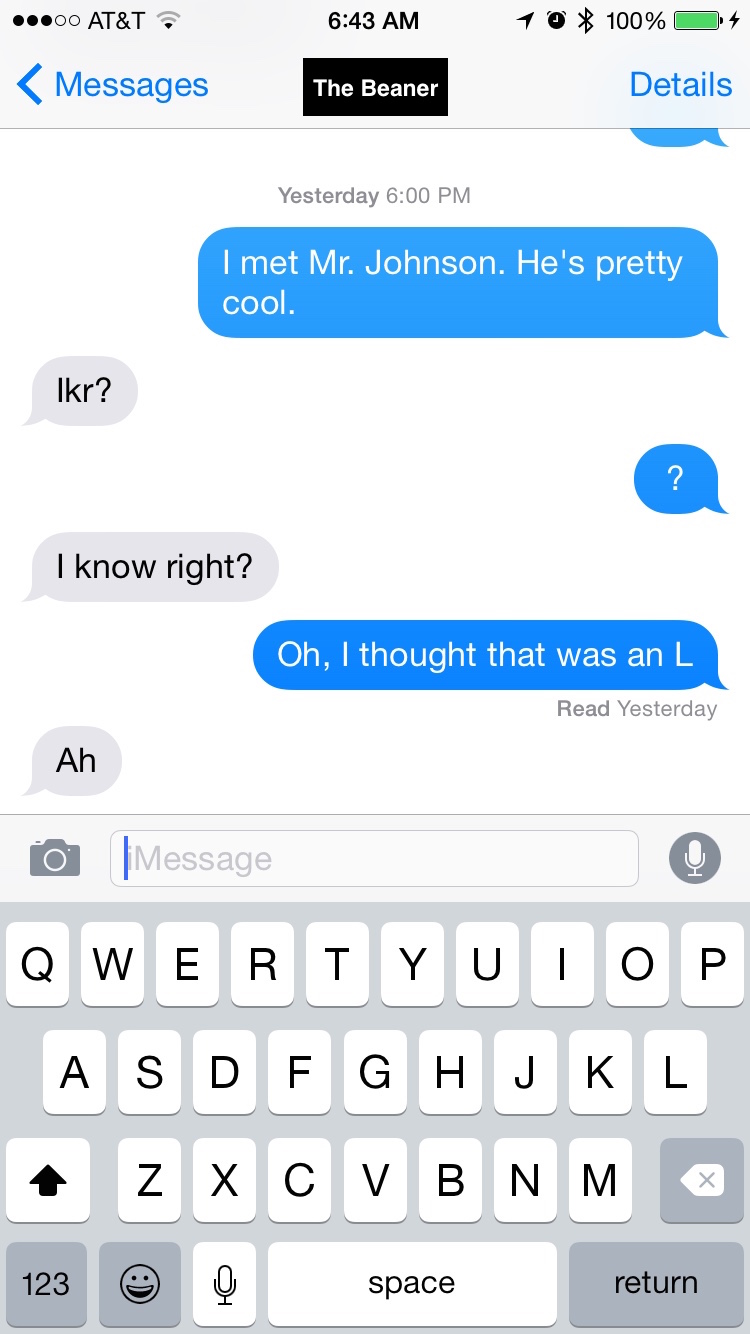 AT&T 6:43 AM 100%
Messages The Beaner Details
Yesterday 6:00 PM
I met Mr. Johnson. He's pretty
cool.
Ikr?
?
I know right?
Oh, I thought that was an L
Read Yesterday
Ah
iMessage
Q W E R T Y U I O P
A S D F G H J K L
Z X C V B N M
123 space return